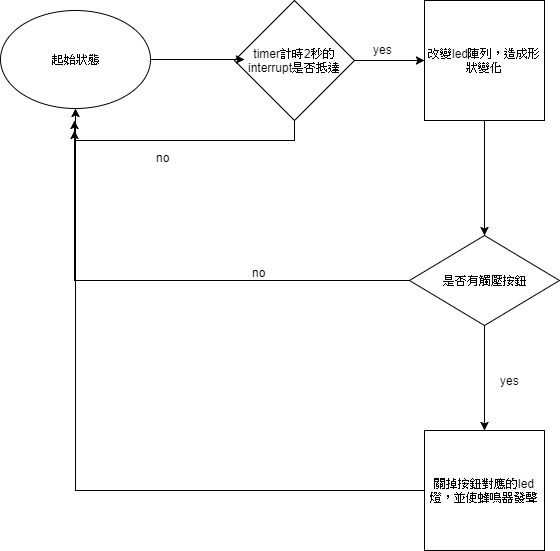 起始狀態
timer計時2秒的
interrupt是否抵達
yes
改變led陣列，造成形
狀變化
no
是否有觸壓按鈕
no
yes
關掉按鈕對應的led
燈，並使蜂鳴器發聲